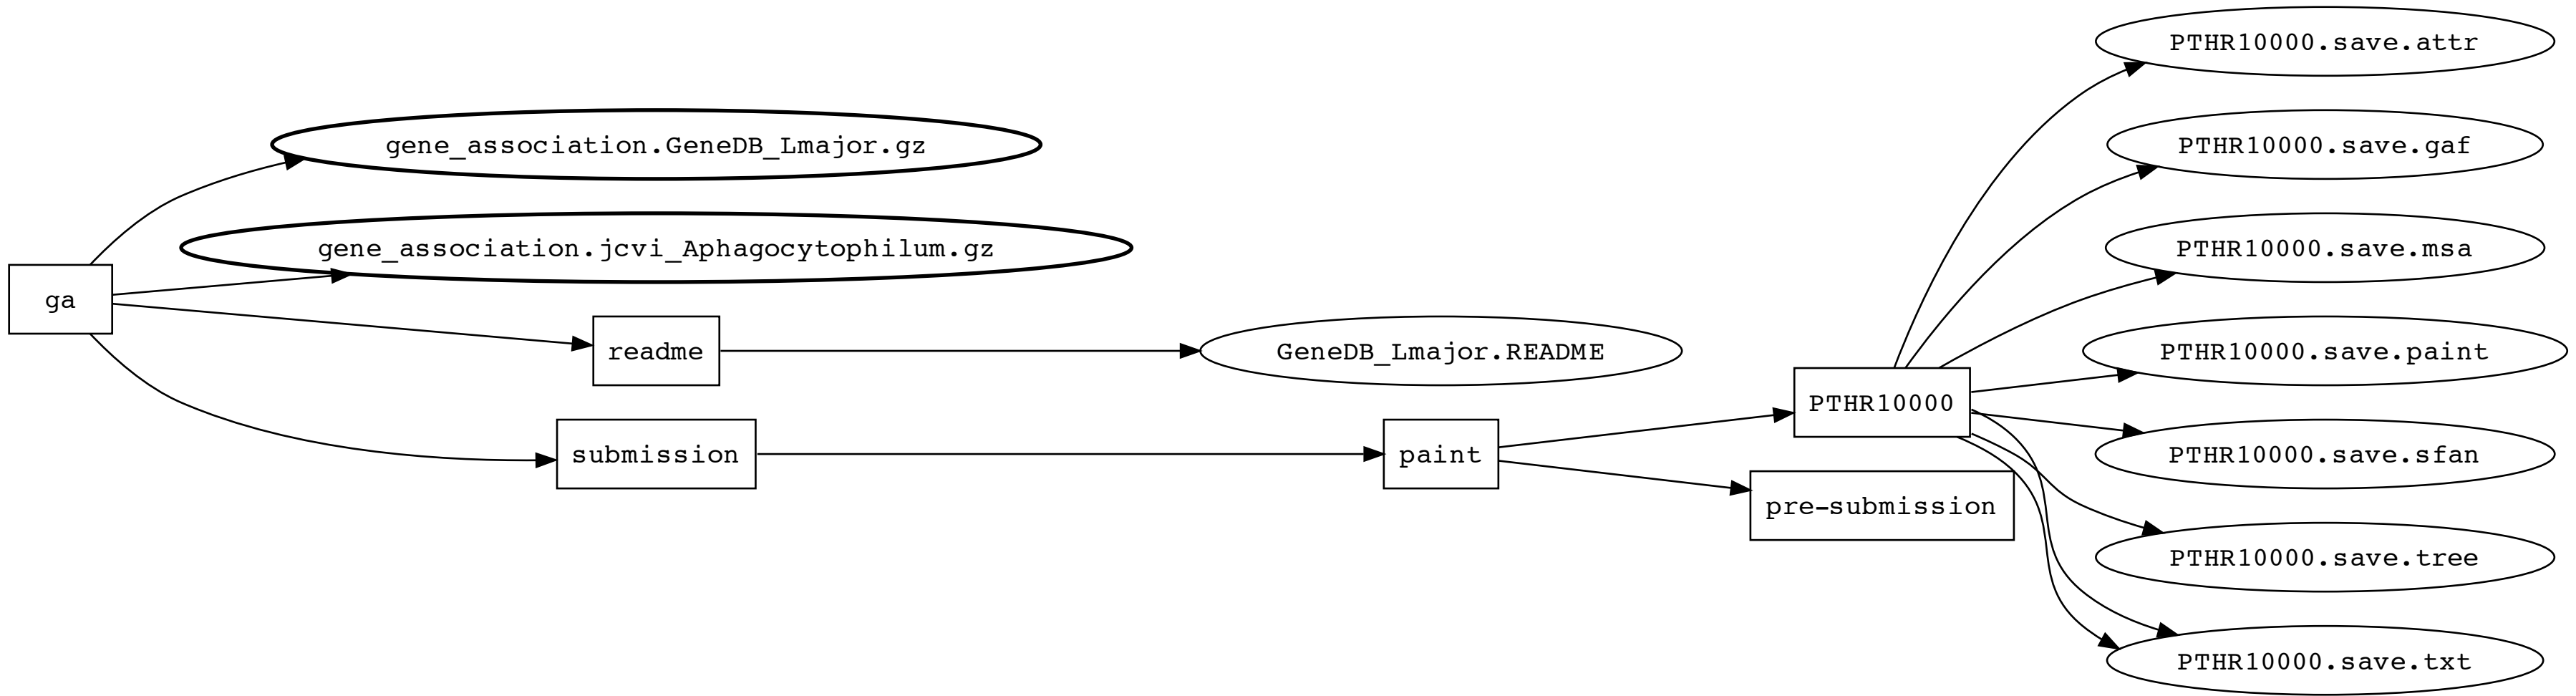 ga
gene_association.GeneDB_Lmajor.gz
gene_association.jcvi_Aphagocytophilum.gz
readme
submission
GeneDB_Lmajor.README
paint
PTHR10000
pre-submission
PTHR10000.save.attr
PTHR10000.save.gaf
PTHR10000.save.msa
PTHR10000.save.paint
PTHR10000.save.sfan
PTHR10000.save.tree
PTHR10000.save.txt